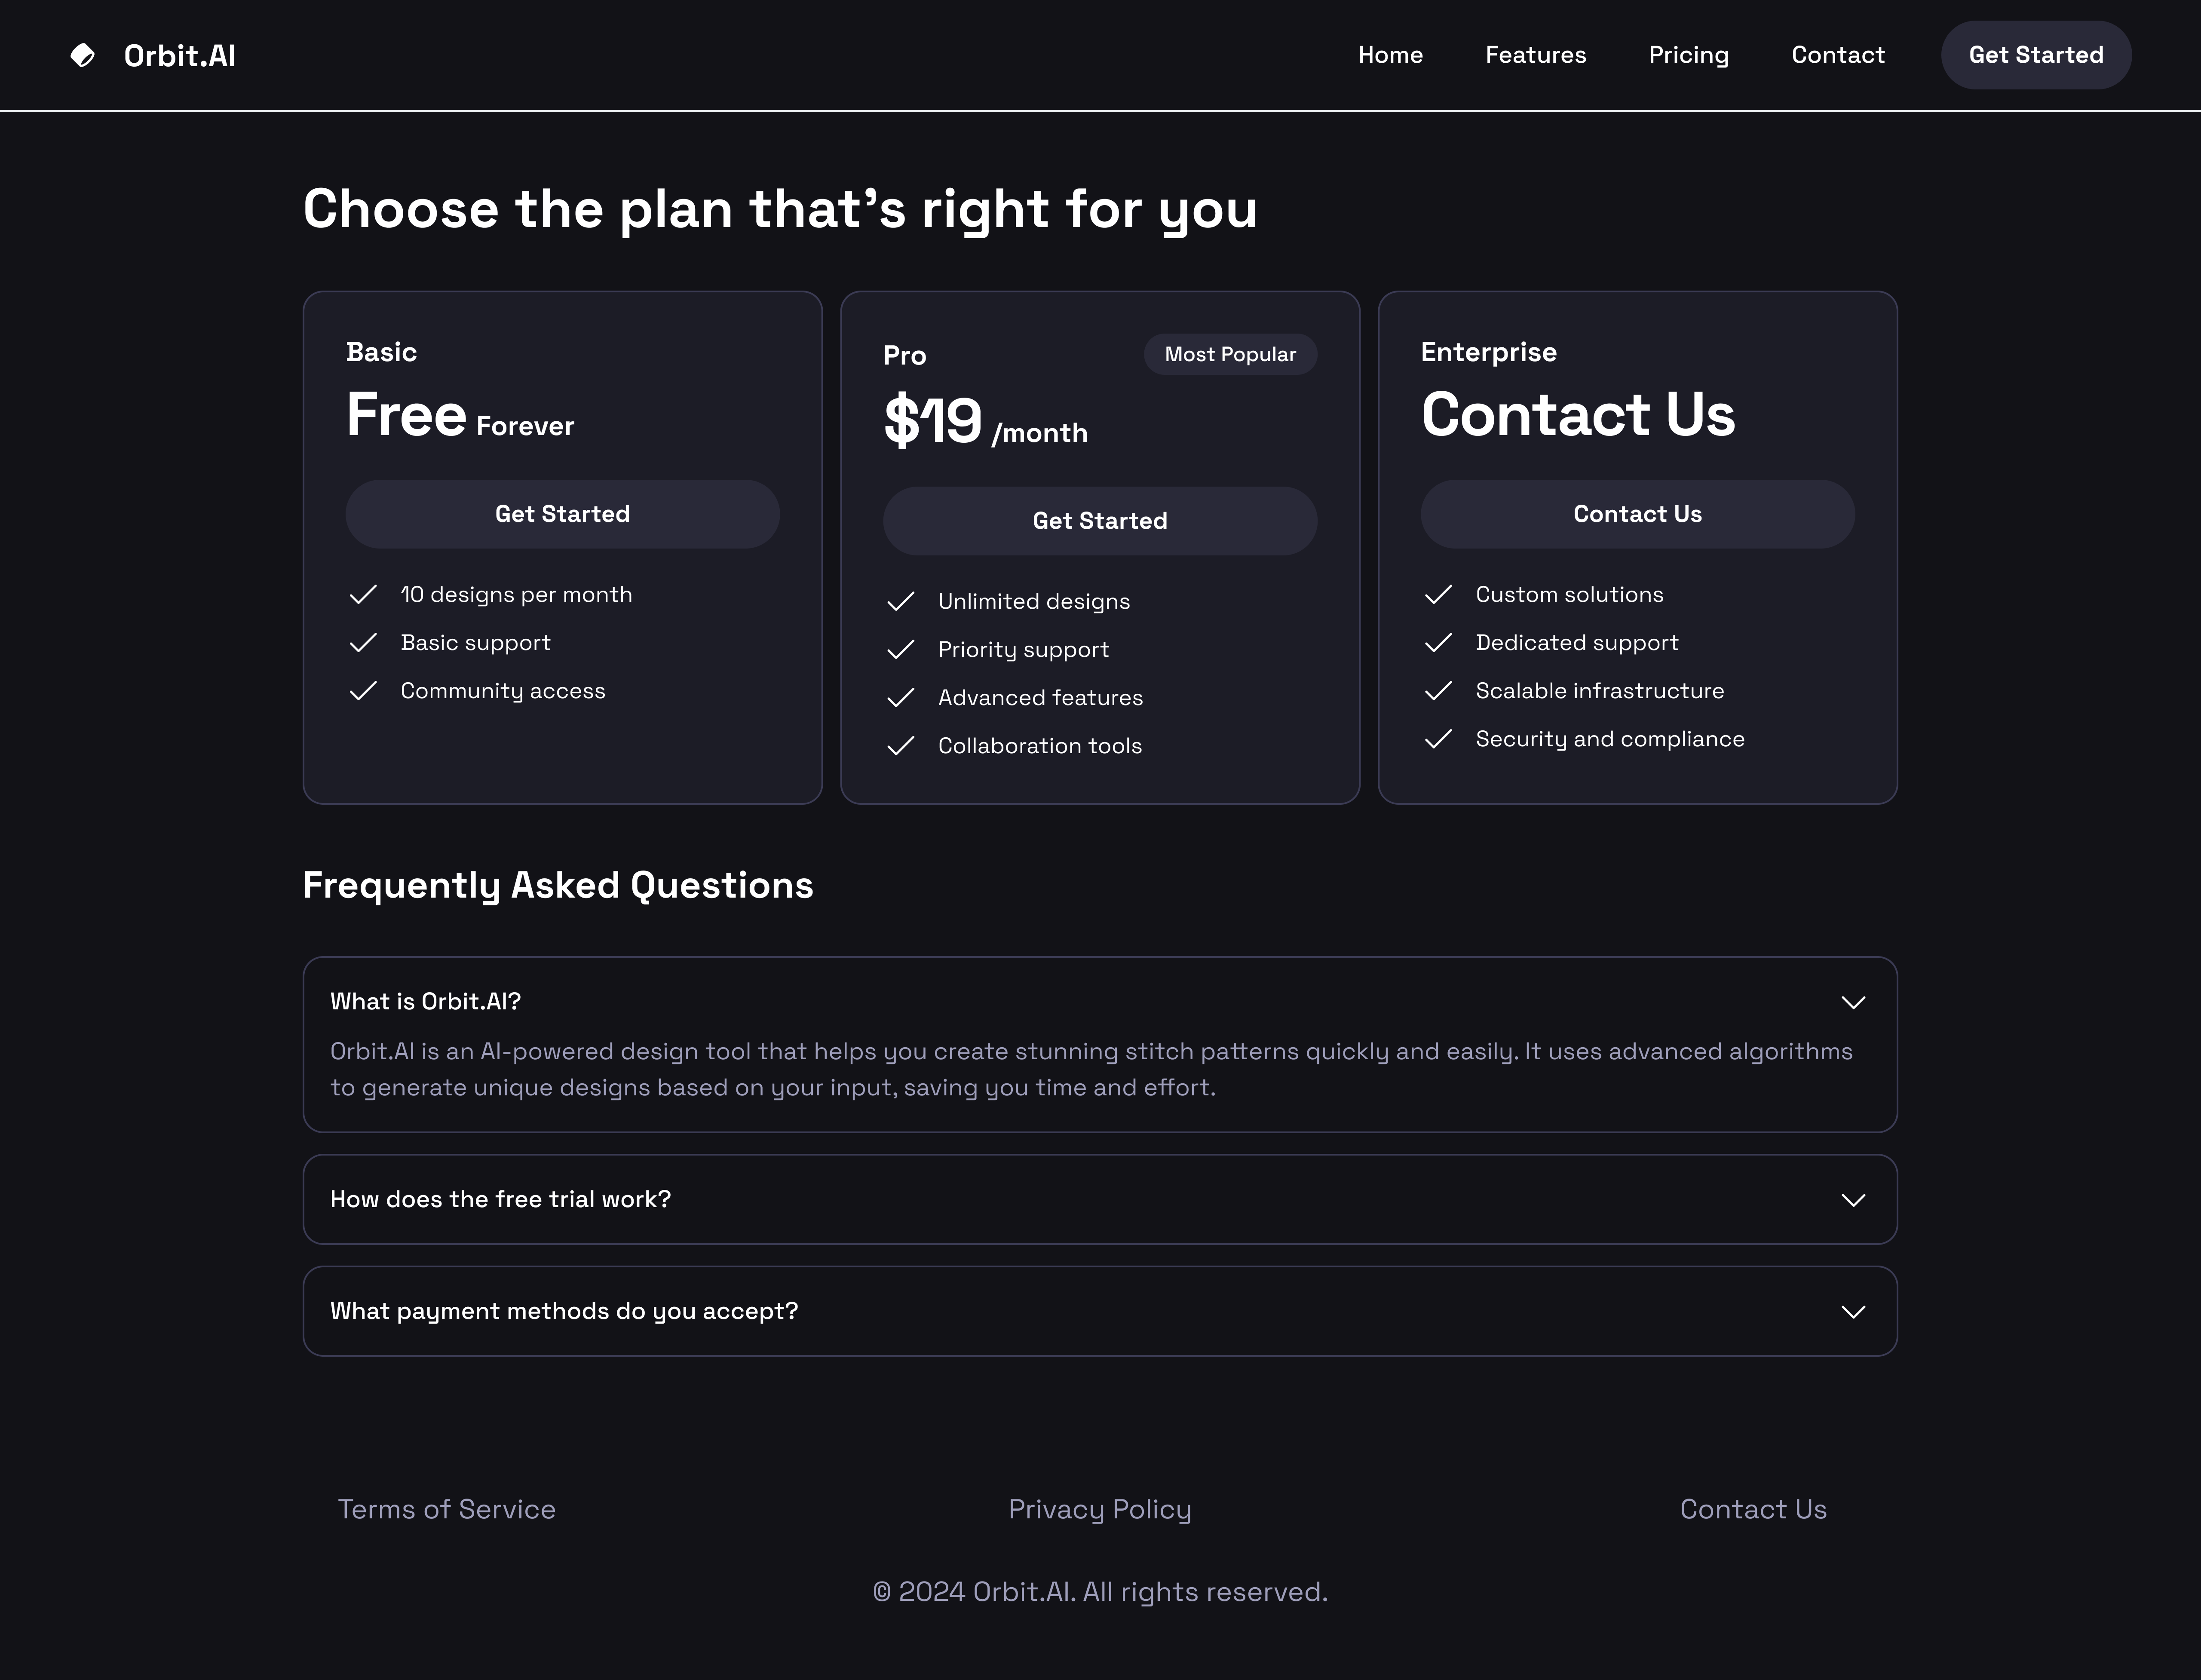 Orbit.AI
Home
Features
Pricing
Contact
Get Started
Choose the plan that’s right for you
Basic
Free Forever
Get Started
10 designs per month
Basic support
Community access
Pro
Most Popular
$19 /month
Get Started
Unlimited designs
Priority support
Advanced features
Collaboration tools
Enterprise
Contact Us
Contact Us
Custom solutions
Dedicated support
Scalable infrastructure
Security and compliance
Frequently Asked Questions
What is Orbit.AI?
Orbit.AI is an AI-powered design tool that helps you create stunning stitch patterns quickly and easily. It uses advanced algorithms
to generate unique designs based on your input, saving you time and effort.
How does the free trial work?
What payment methods do you accept?
Terms of Service
Privacy Policy
Contact Us
© 2024 Orbit.AI. All rights reserved.